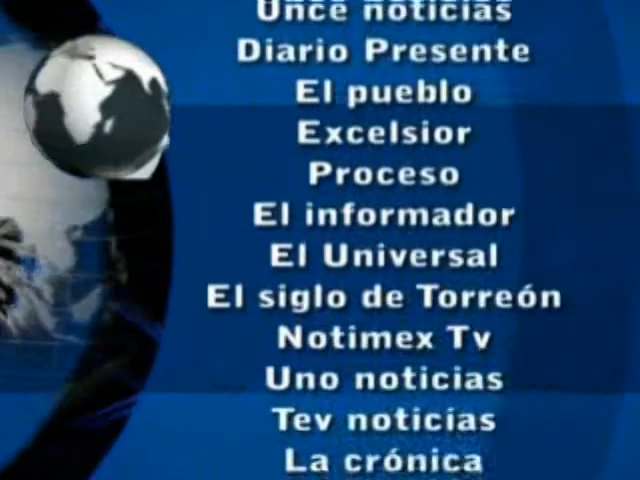 Once noticias
Diario Presente
El pueblo
Excelsior
Proceso
El informador
El Universal
El siglo de Torreón
Notimex Tv
Uno noticias
Tev noticias
La crónica